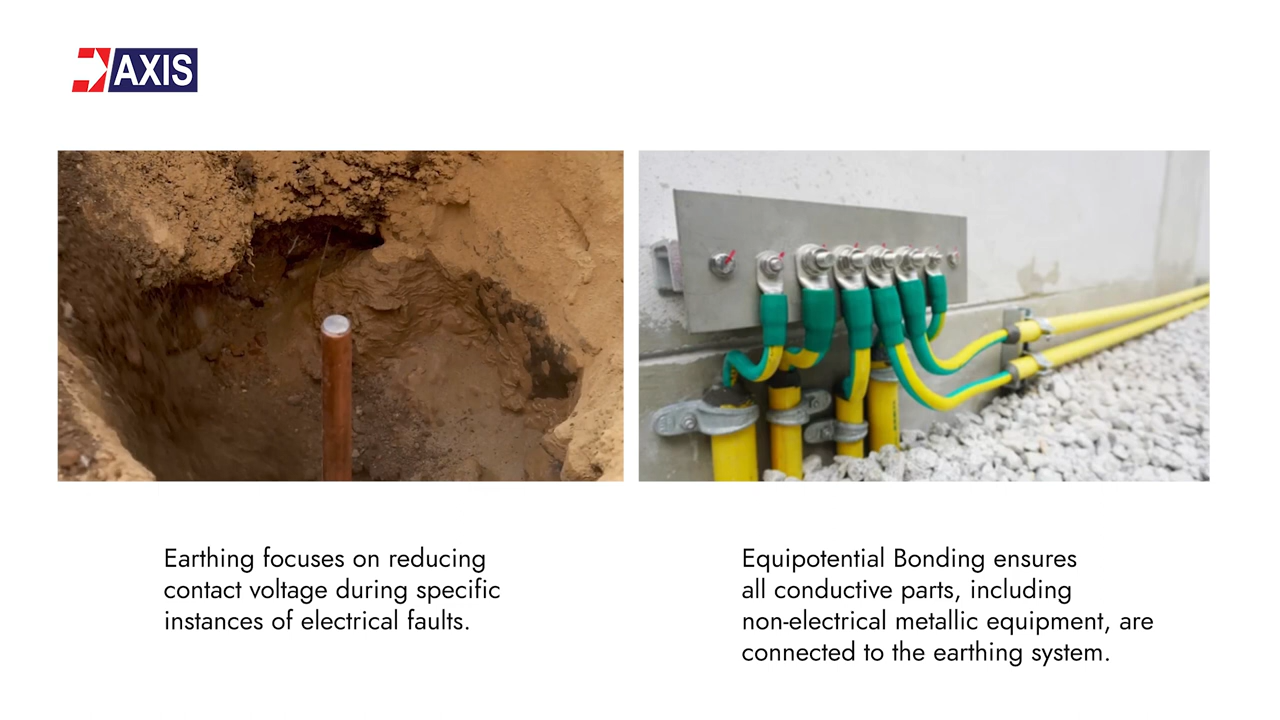 AXIS
Earthing focuses on reducing
contact voltage during specific
instances of electrical faults.
Equipotential Bonding ensures
all conductive parts, including
non-electrical metallic equipment, are
connected to the earthing system.